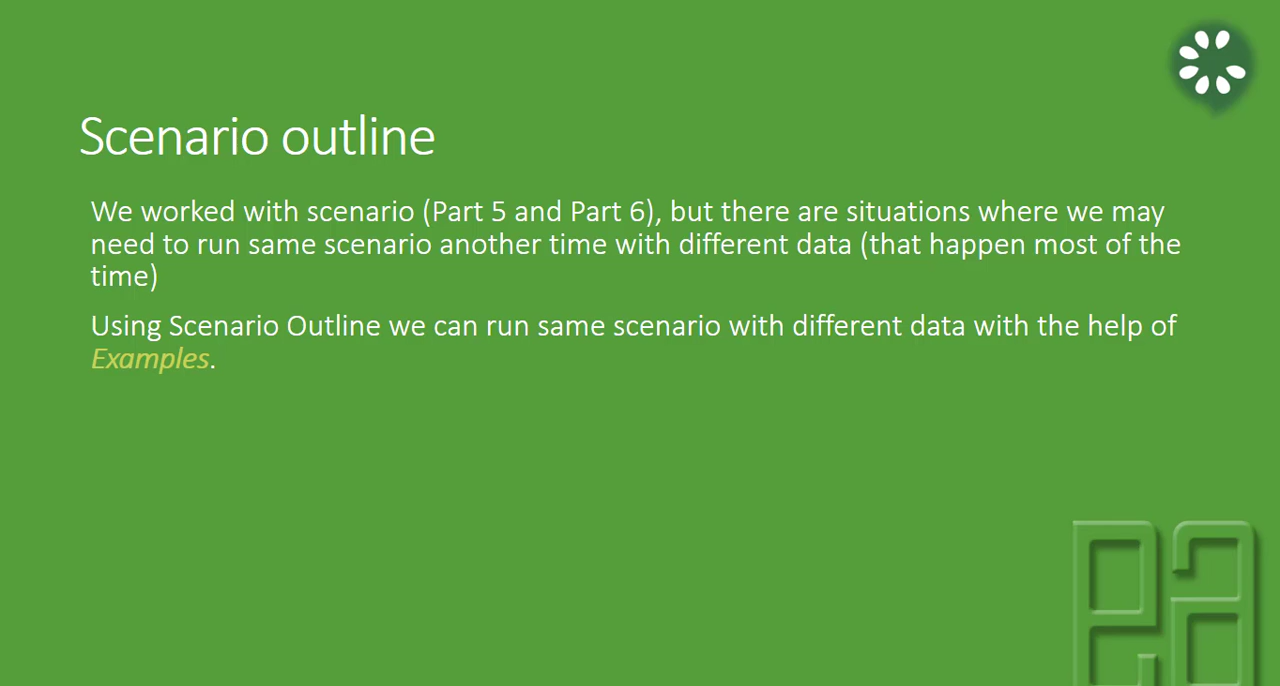 Scenario outline
We worked with scenario (Part 5 and Part 6), but there are situations where we may
need to run same scenario another time with different data (that happen most of the
time)
Using Scenario Outline we can run same scenario with different data with the help of
Examples.